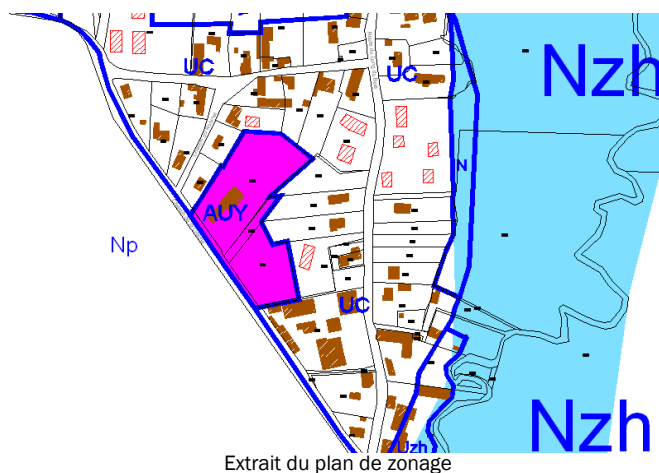 UC
UC
Nzh
N
AUY
Np
UC
Nzh
Uzh
Extrait du plan de zonage